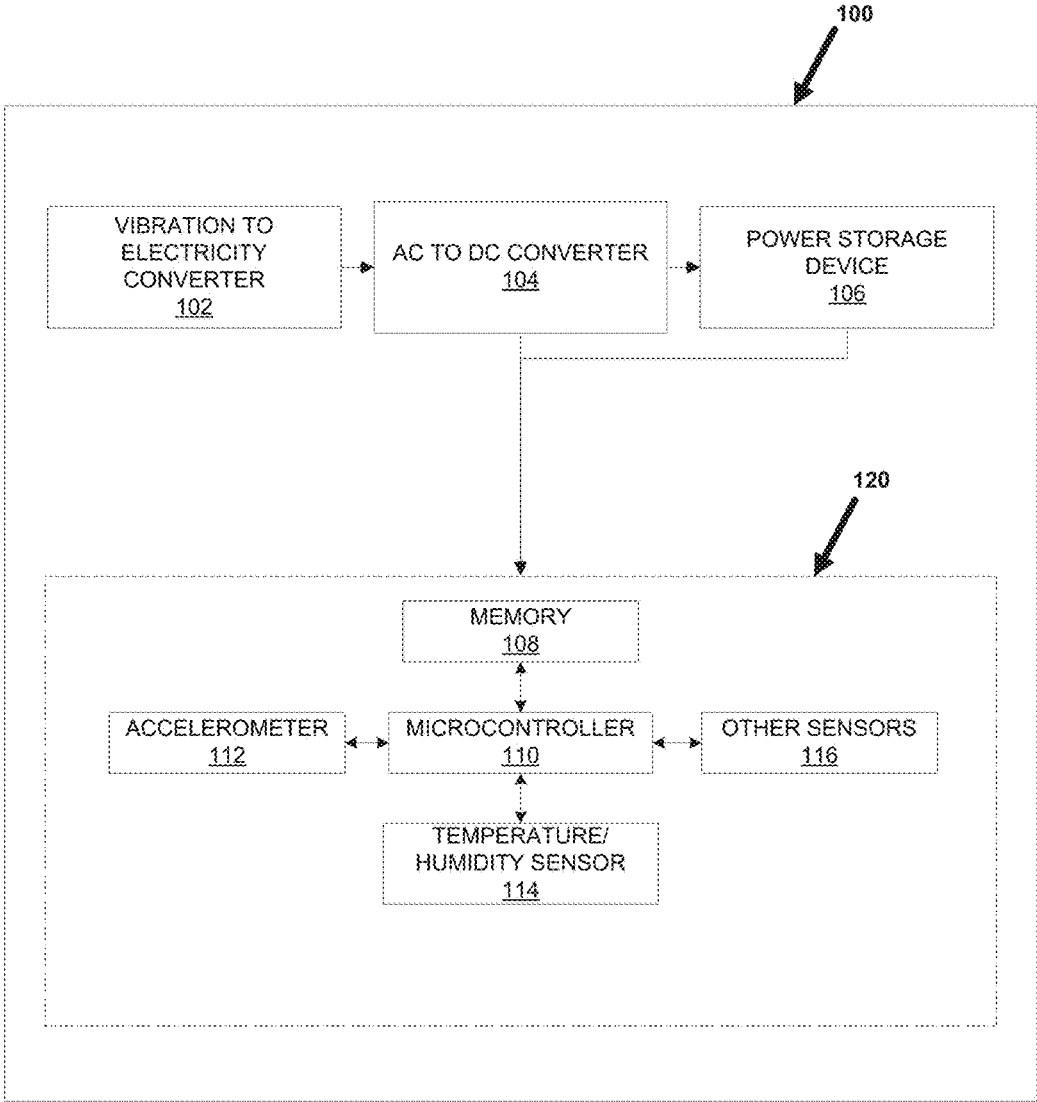 100
VIBRATION TO
ELECTRICITY
CONVERTER
102
AC TO DC CONVERTER
104
POWER STORAGE
DEVICE
106
120
MEMORY
108
ACCELEROMETER
112
MICROCONTROLLER
110
OTHER SENSORS
116
TEMPERATURE/
HUMIDITY SENSOR
114